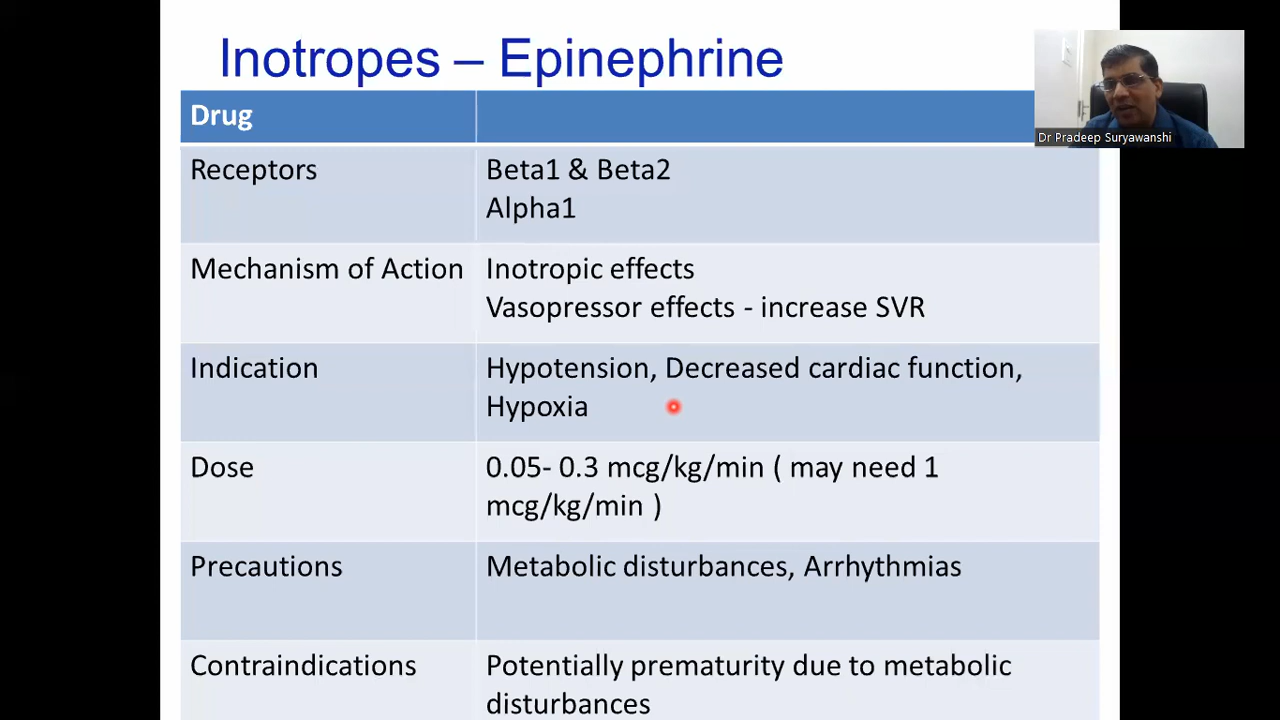 Inotropes – Epinephrine
Dr Pradeep Suryawanshi
Drug
Receptors
Beta1 & Beta2
Alpha1
Mechanism of Action
Inotropic effects
Vasopressor effects - increase SVR
Indication
Hypotension, Decreased cardiac function,
Hypoxia
Dose
0.05- 0.3 mcg/kg/min ( may need 1
mcg/kg/min )
Precautions
Metabolic disturbances, Arrhythmias
Contraindications
Potentially prematurity due to metabolic
disturbances